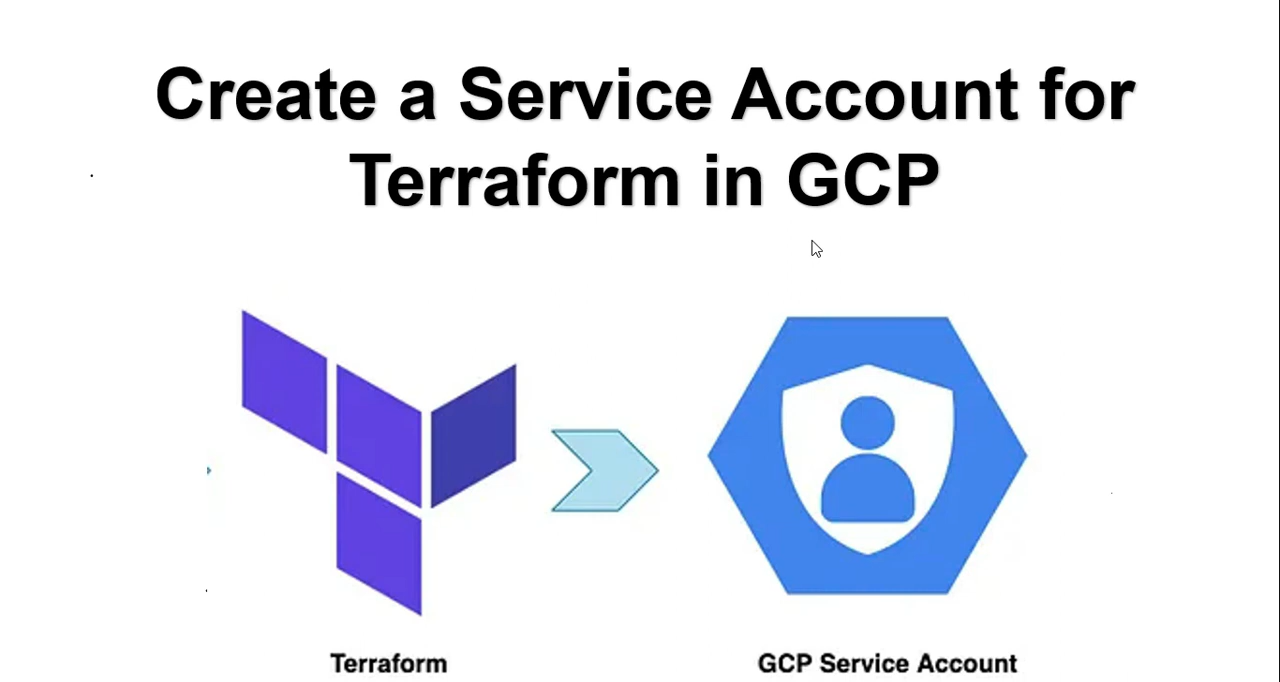 Create a Service Account for
Terraform in GCP
Terraform
GCP Service Account